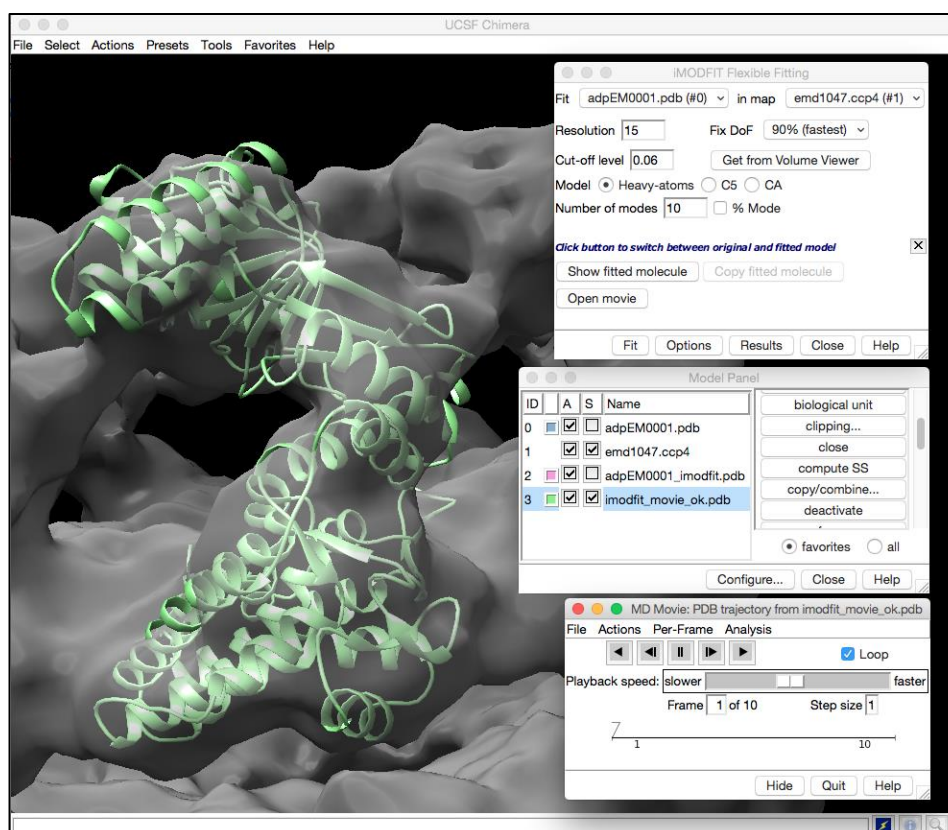 UCSF Chimera
File Select Actions Presets Tools Favorites Help
iMODFIT Flexible Fitting
Fit adpEM0001.pdb (#0) in map emd1047.ccp4 (#1)
Resolution 15 Fix DoF 90% (fastest)
Cut-off level 0.06 Get from Volume Viewer
Model Heavy-atoms C5 CA
Number of modes 10 % Mode
Click button to switch between original and fitted model
Show fitted molecule Copy fitted molecule
Open movie
Fit Options Results Close Help
Model Panel
ID A S Name
0 adpEM0001.pdb
1 emd1047.ccp4
2 adpEM0001_imodfit.pdb
3 imodfit_movie_ok.pdb
biological unit
clipping...
close
compute SS
copy/combine...
deactivate
favorites all
Configure... Close Help
MD Movie: PDB trajectory from imodfit_movie_ok.pdb
File Actions Per-Frame Analysis
Loop
Playback speed: slower faster
Frame 1 of 10 Step size 1
1 10
Hide Quit Help